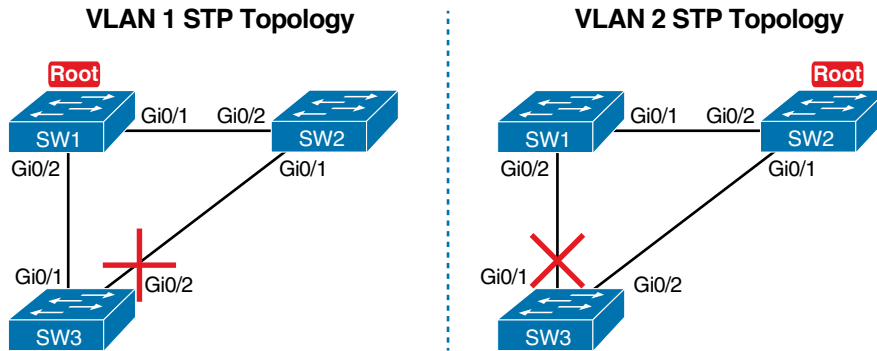 VLAN 1 STP Topology
Root
Gi0/1 Gi0/2
SW1 SW2
Gi0/2 Gi0/1
Gi0/1 Gi0/2
SW3
VLAN 2 STP Topology
Root
Gi0/1 Gi0/2
SW1 SW2
Gi0/2 Gi0/1
Gi0/1 Gi0/2
SW3